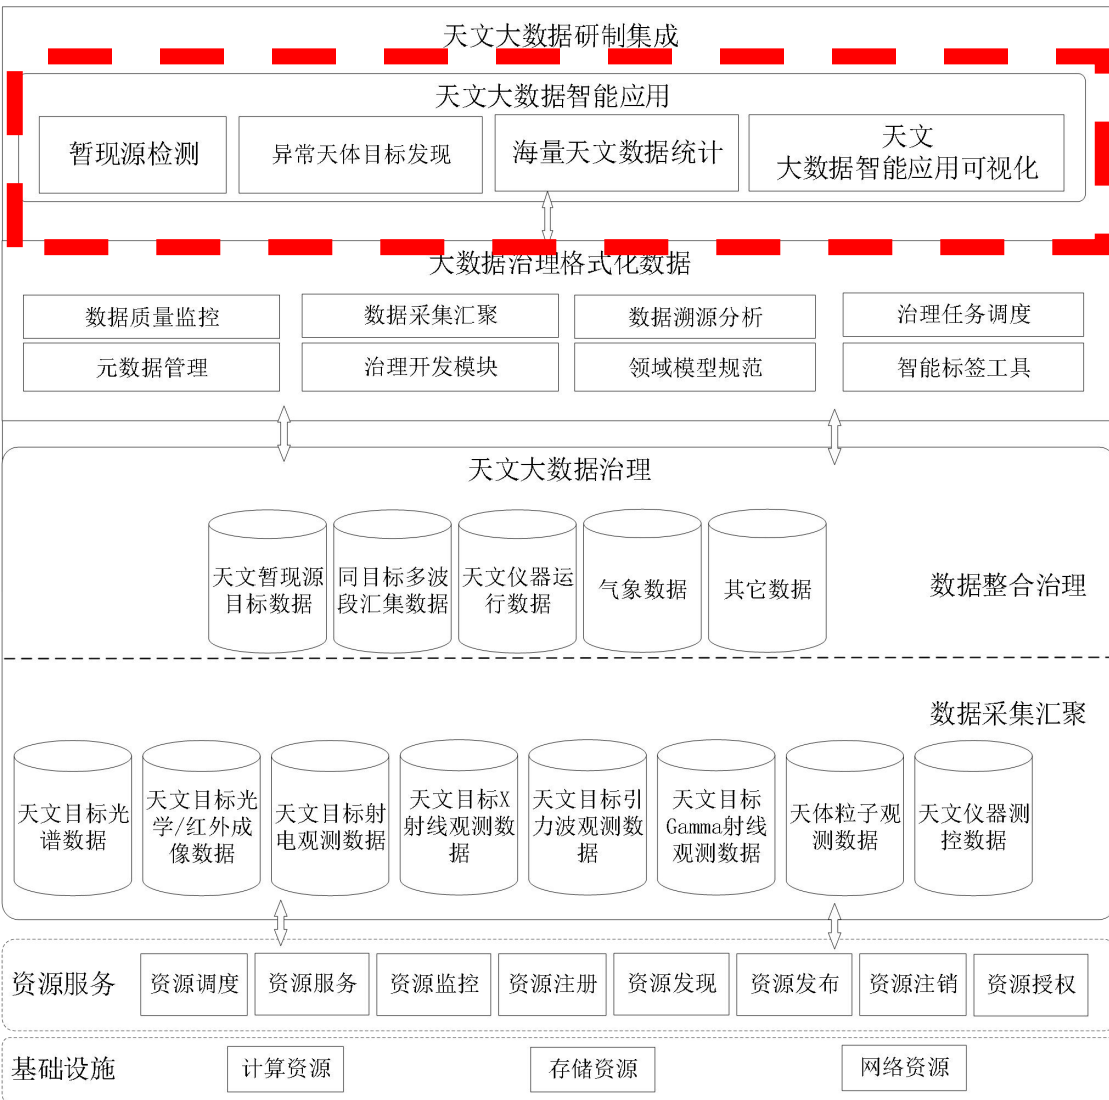 天文大数据研制集成
天文大数据智能应用
暂现源检测
异常天体目标发现
海量天文数据统计
天文
大数据智能应用可视化
大数据治理格式化数据
数据质量监控
数据采集汇聚
数据溯源分析
治理任务调度
元数据管理
治理开发模块
领域模型规范
智能标签工具
天文大数据治理
天文暂现源
目标数据
同目标多波
段汇集数据
天文仪器运
行数据
气象数据
其它数据
数据整合治理
数据采集汇聚
天文目标光
谱数据
天文目标光
学/红外成
像数据
天文目标射
电观测数据
天文目标X
射线观测数
据
天文目标引
力波观测数
据
天文目标
Gamma射线
观测数据
天体粒子观
测数据
天文仪器测
控数据
资源服务
资源调度
资源服务
资源监控
资源注册
资源发现
资源发布
资源注销
资源授权
基础设施
计算资源
存储资源
网络资源